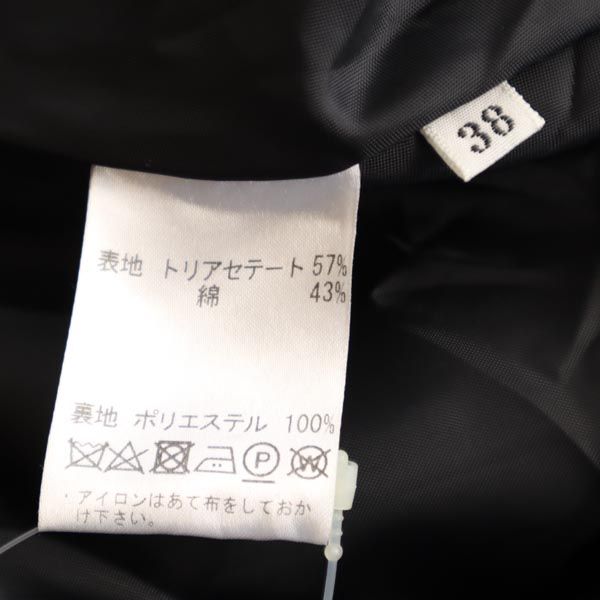 38
表地 トリアセテート 57%
綿 43%
裏地 ポリエステル 100%
P W
・アイロンはあて布をしておか
け下さい。